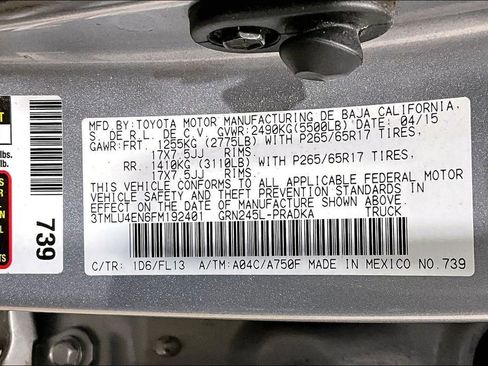 MFD.BY:TOYOTA MOTOR MANUFACTURING DE BAJA CALIFORNIA,
S. DE R.L. DE C.V. GVWR:2490KG(5500LB) DATE: 04/15
GAWR:FRT. 1255KG (2775LB) WITH P265/65R17 TIRES,
17X7.5JJ RIMS
RR. 1410KG (3110LB) WITH P265/65R17 TIRES,
17X7.5JJ RIMS.
THIS VEHICLE CONFORMS TO ALL APPLICABLE FEDERAL MOTOR
VEHICLE SAFETY AND THEFT PREVENTION STANDARDS IN
EFFECT ON THE DATE OF MANUFACTURE SHOWN ABOVE.
3TMLU4EN6FM192401 GRN245L-PRADKA TRUCK
C/TR: 1D6/FL13 A/TM:A04C/A750F MADE IN MEXICO NO.739
lbs.
739